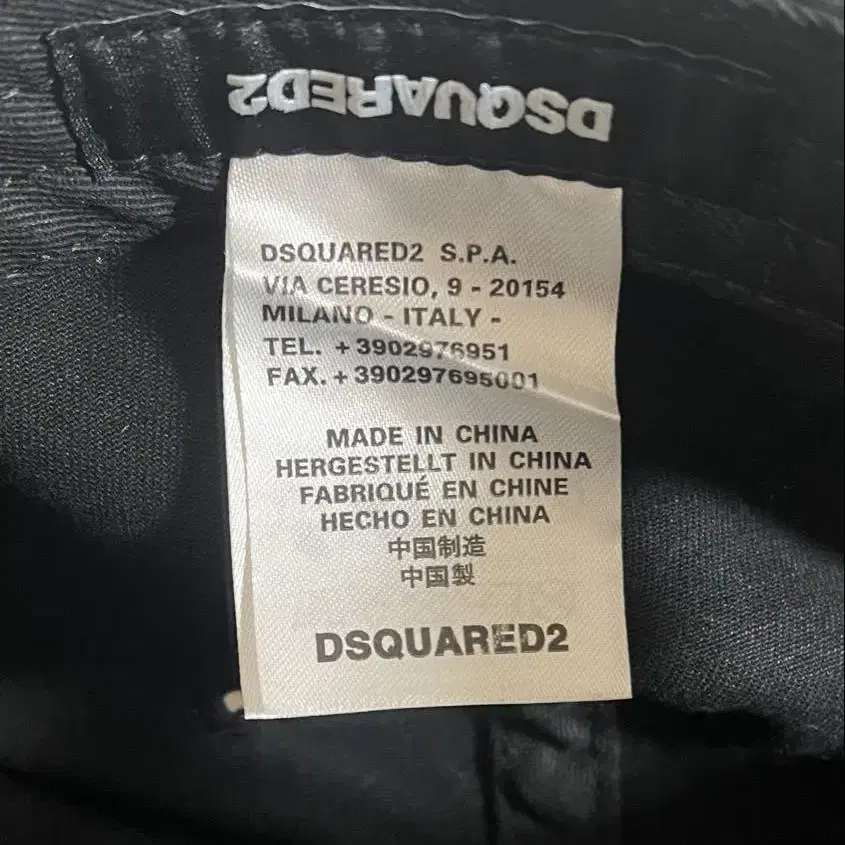 DSQUARED2
DSQUARED2 S.P.A.
VIA CERESIO, 9 - 20154
MILANO - ITALY -
TEL. +3902976951
FAX. +390297695001
MADE IN CHINA
HERGESTELLT IN CHINA
FABRIQUÉ EN CHINE
HECHO EN CHINA
中国制造
中国製
DSQUARED2